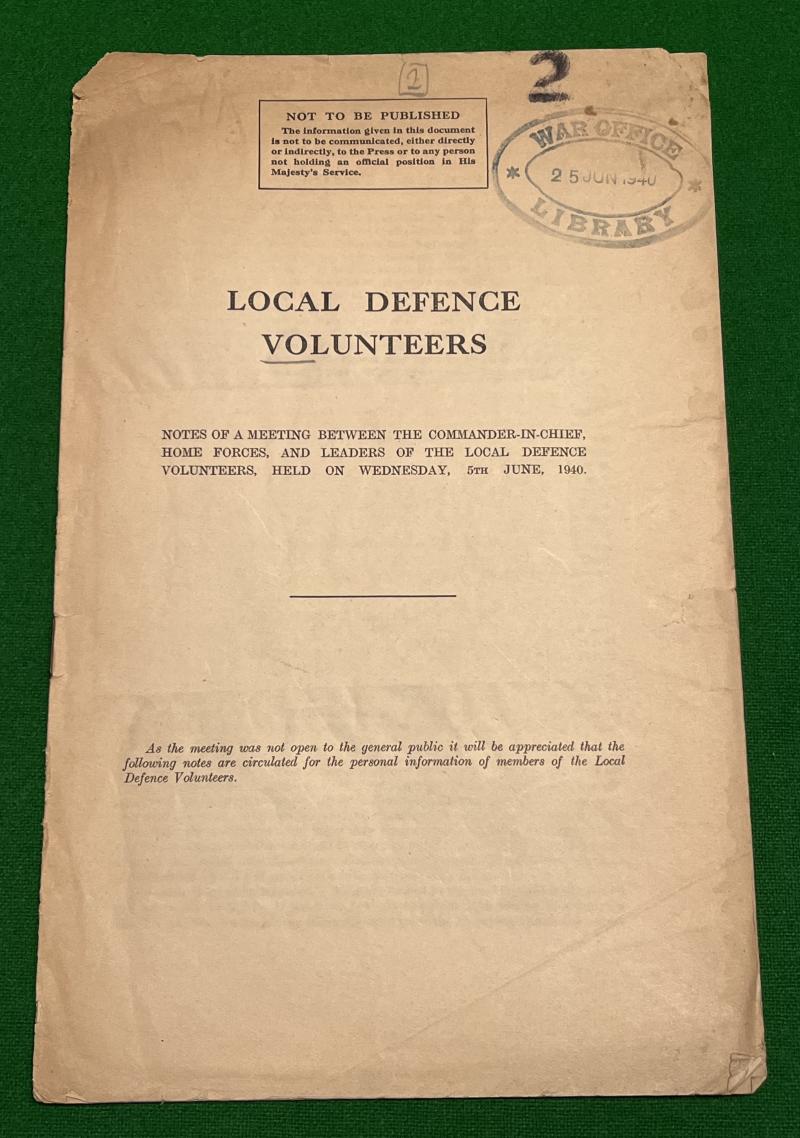 2
2
NOT TO BE PUBLISHED
The information given in this document
is not to be communicated, either directly
or indirectly, to the Press or to any person
not holding an official position in His
Majesty's Service.
WAR OFFICE
* 25 JUN 1940 *
LIBRARY
LOCAL DEFENCE
VOLUNTEERS
NOTES OF A MEETING BETWEEN THE COMMANDER-IN-CHIEF,
HOME FORCES, AND LEADERS OF THE LOCAL DEFENCE
VOLUNTEERS, HELD ON WEDNESDAY, 5TH JUNE, 1940.
As the meeting was not open to the general public it will be appreciated that the
following notes are circulated for the personal information of members of the Local
Defence Volunteers.